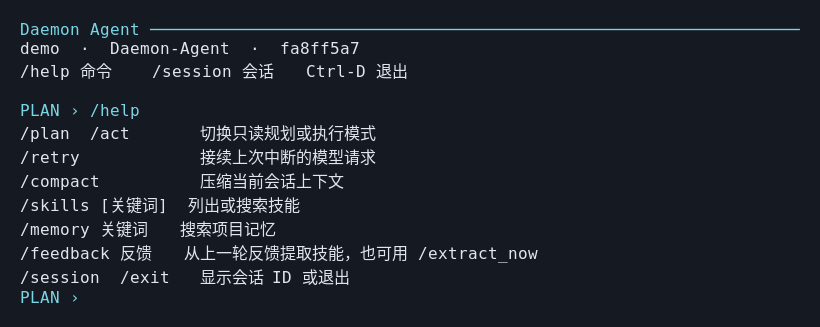 Daemon Agent
demo · Daemon-Agent · fa8ff5a7
/help 命令 /session 会话 Ctrl-D 退出
PLAN › /help
/plan /act 切换只读规划或执行模式
/retry 接续上次中断的模型请求
/compact 压缩当前会话上下文
/skills [关键词] 列出或搜索技能
/memory 关键词 搜索项目记忆
/feedback 反馈 从上一轮反馈提取技能，也可用 /extract_now
/session /exit 显示会话 ID 或退出
PLAN ›